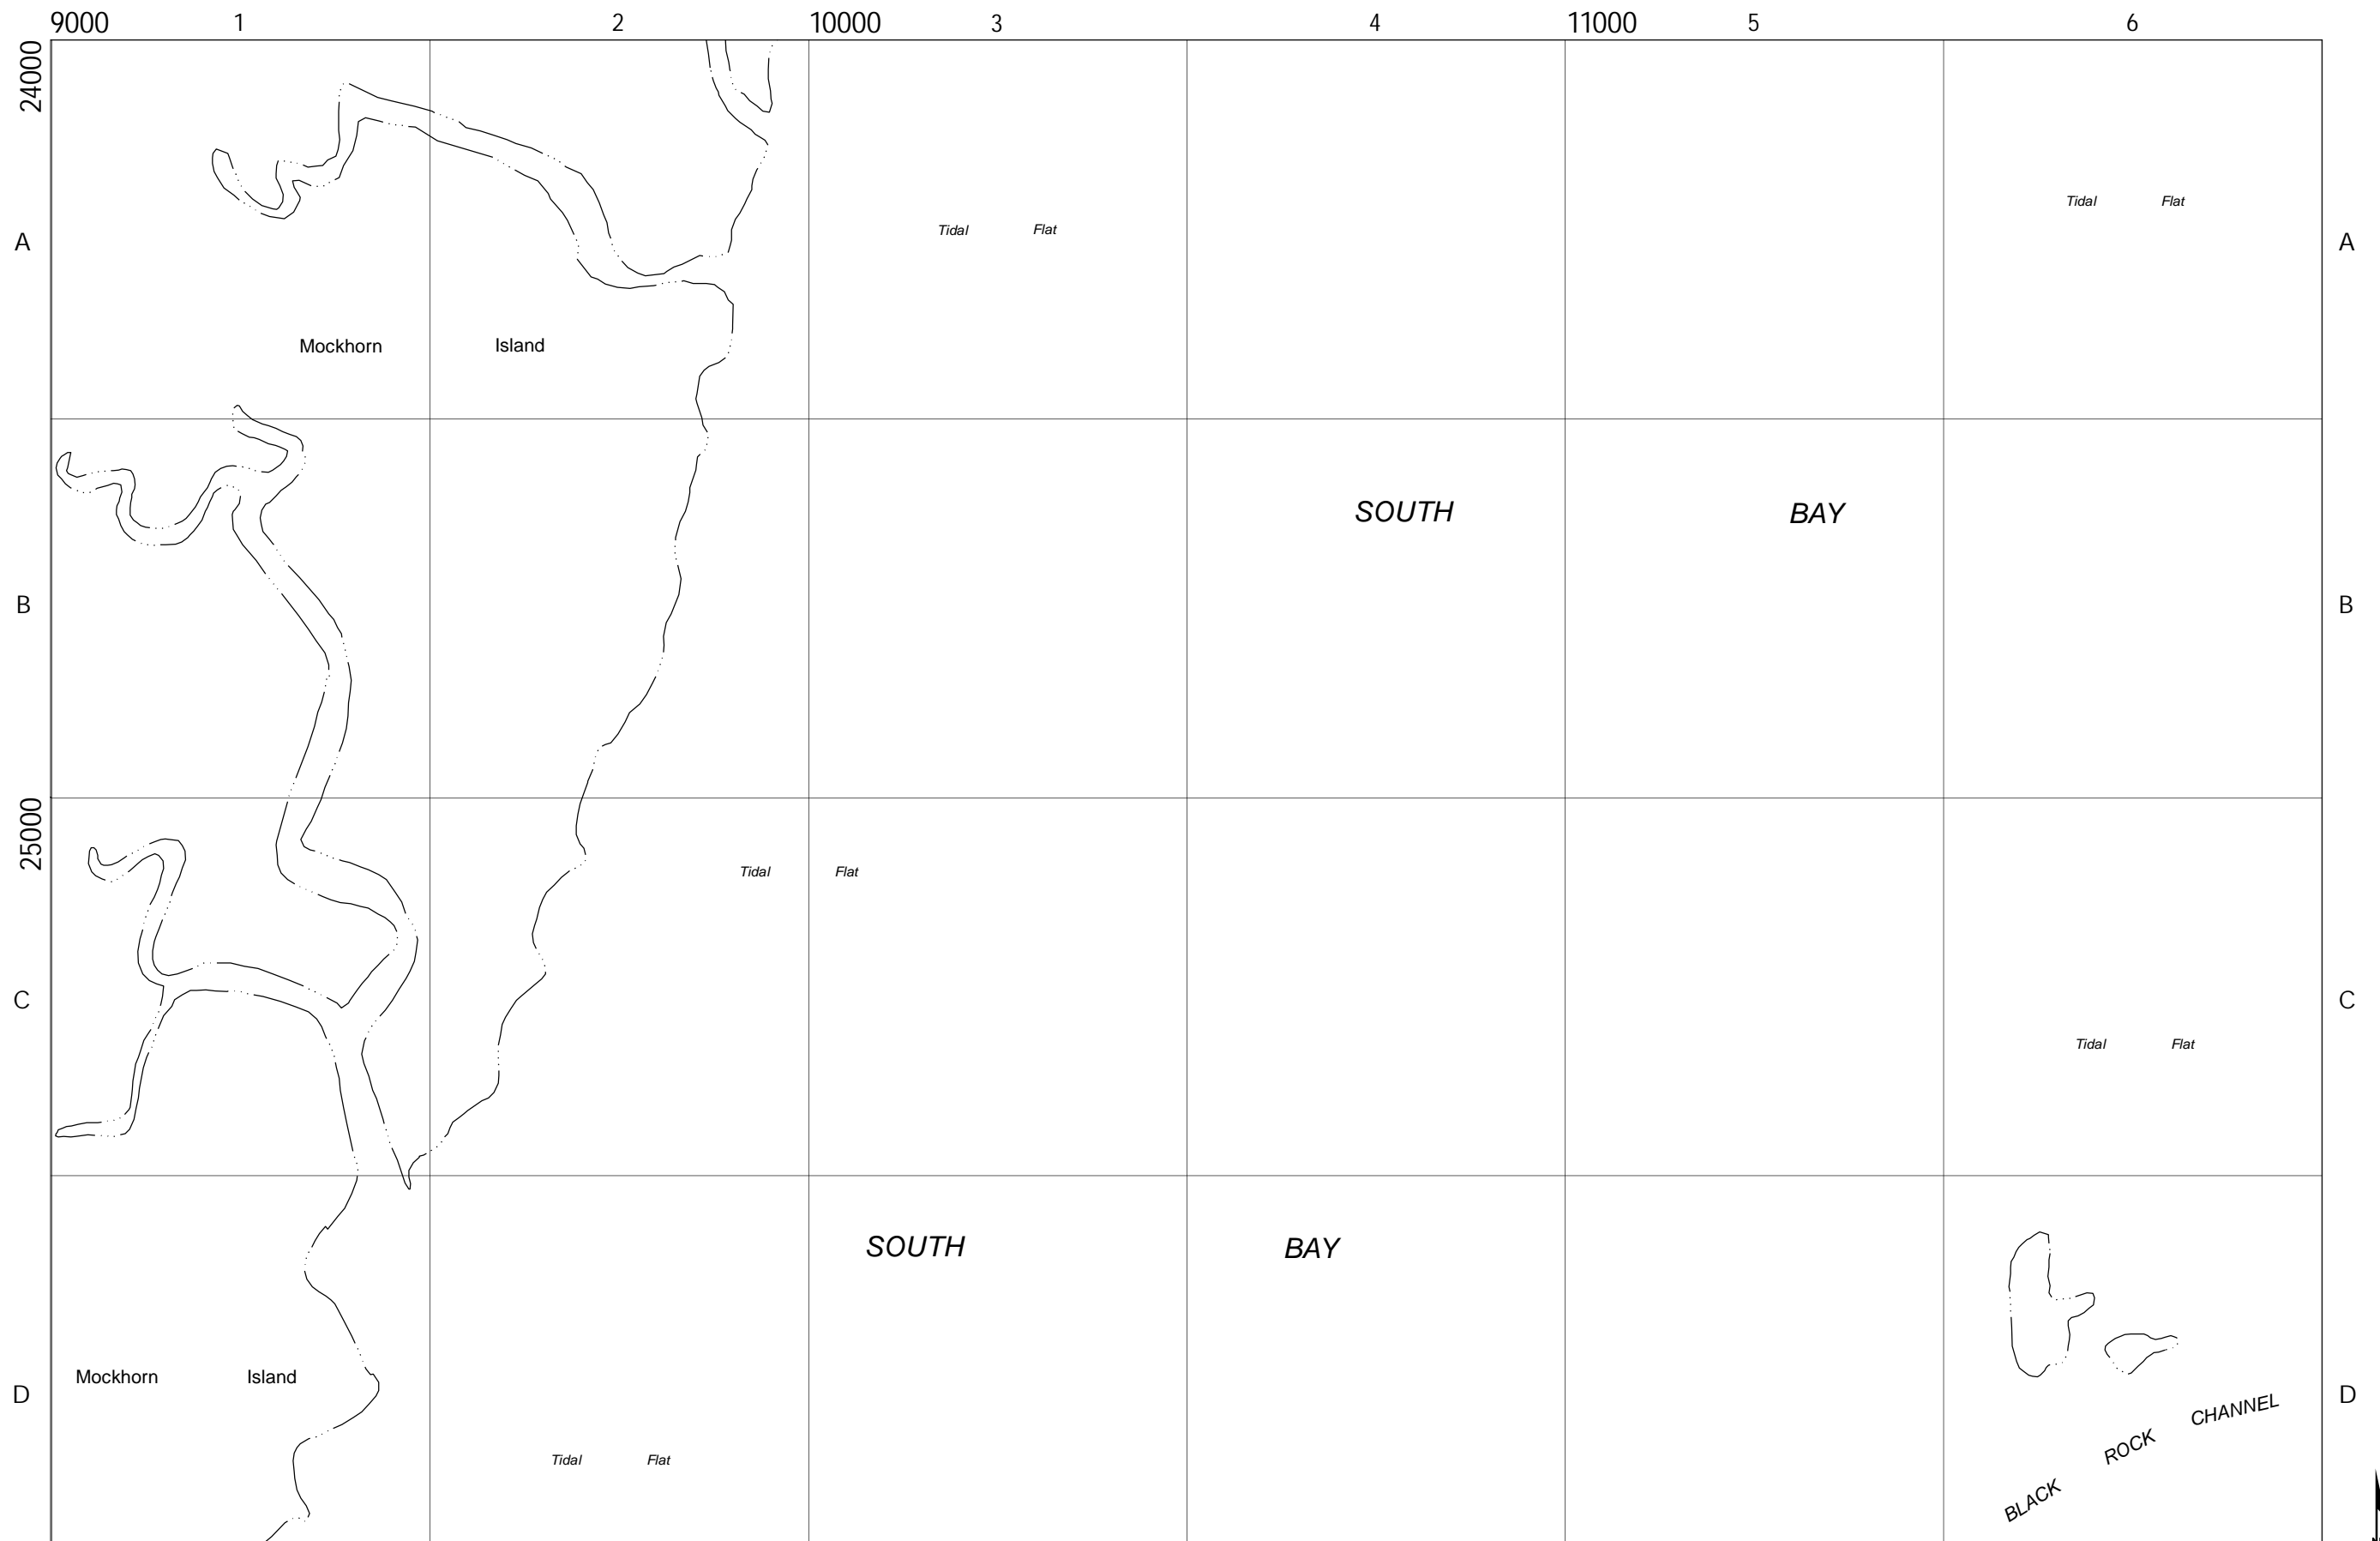 9000 1 2 10000 3 4 11000 5 6
24000
Tidal Flat
Tidal Flat
A A
Mockhorn Island
SOUTH BAY
B B
25000
Tidal Flat
C C
Tidal Flat
SOUTH BAY
Mockhorn Island
D D
BLACK ROCK CHANNEL
Tidal Flat